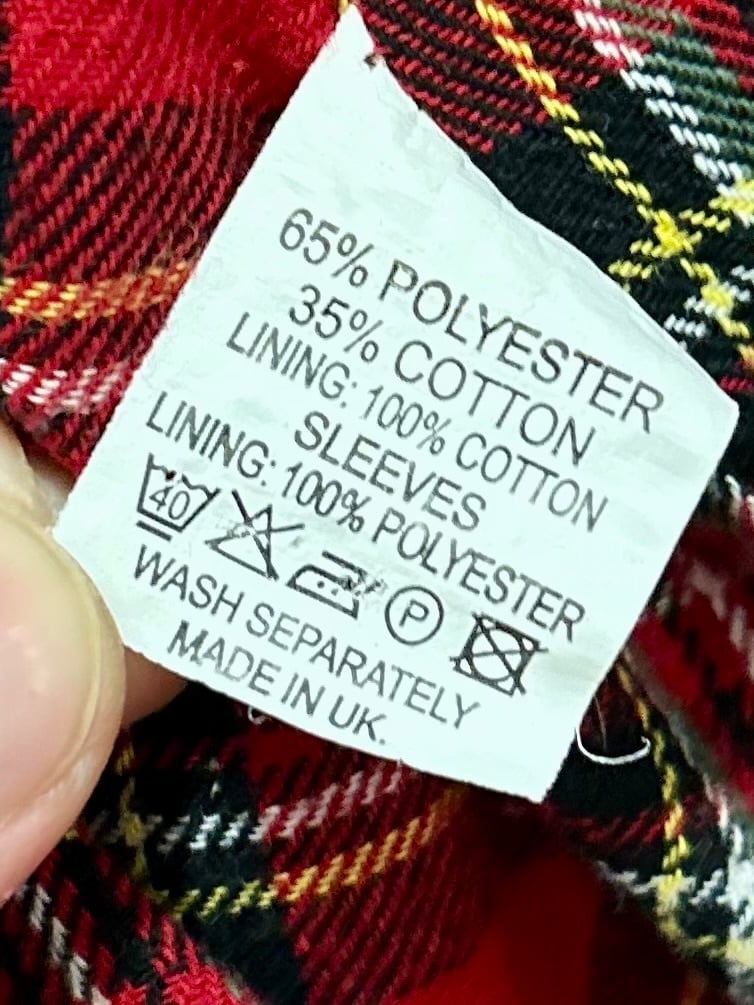 65% POLYESTER
35% COTTON
LINING: 100% COTTON
SLEEVES
LINING: 100% POLYESTER
40 P
WASH SEPARATELY
MADE IN UK.